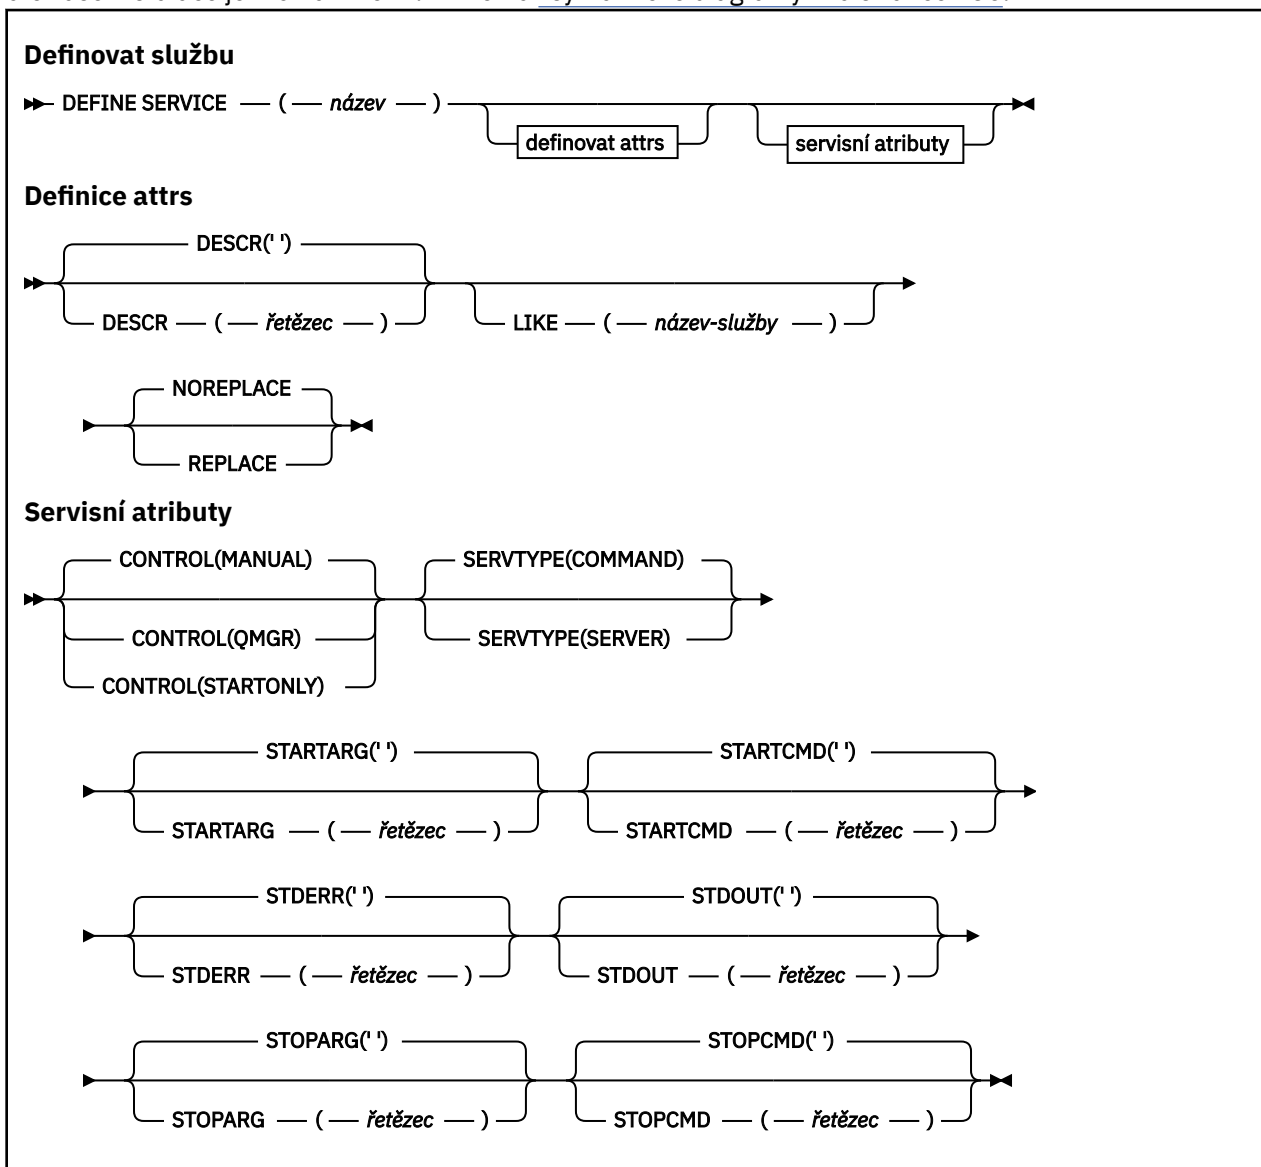 Definovat službu
DEFINE SERVICE ( název )
definovat attrs servisní atributy
Definice attrs
DESCR(' ')
DESCR ( řetězec ) LIKE ( název-služby )
NOREPLACE
REPLACE
Servisní atributy
CONTROL(MANUAL) SERVTYPE(COMMAND)
CONTROL(QMGR) SERVTYPE(SERVER)
CONTROL(STARTONLY)
STARTARG(' ') STARTCMD(' ')
STARTARG ( řetězec ) STARTCMD ( řetězec )
STDERR(' ') STDOUT(' ')
STDERR ( řetězec ) STDOUT ( řetězec )
STOPARG(' ') STOPCMD(' ')
STOPARG ( řetězec ) STOPCMD ( řetězec )